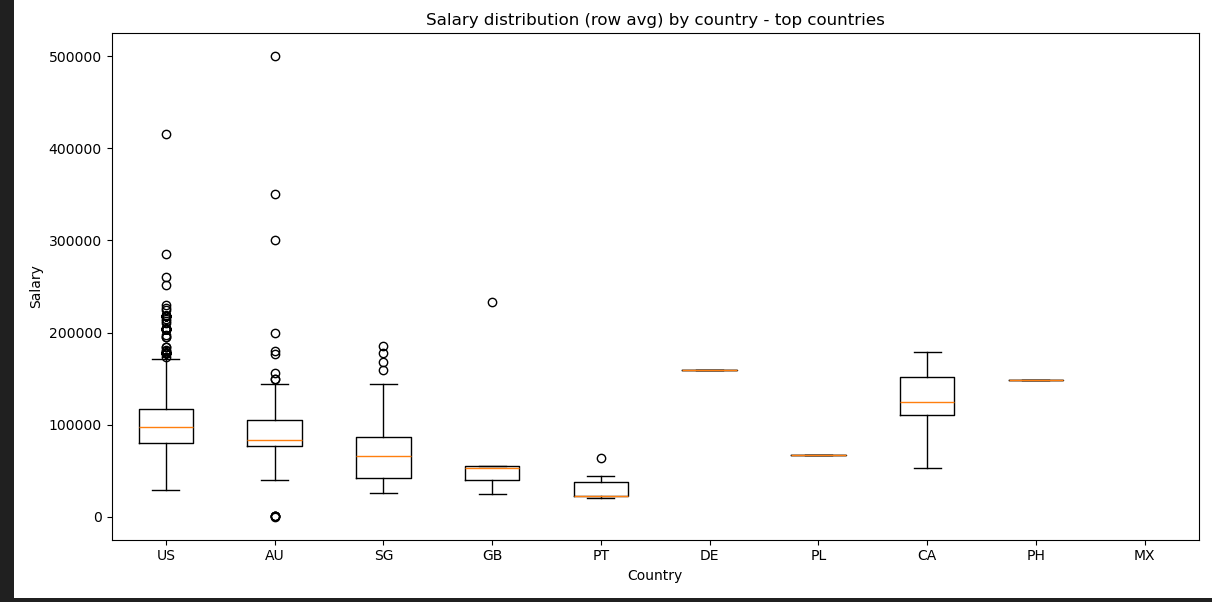 Salary distribution (row avg) by country - top countries
500000
400000
300000
200000
100000
0
Salary
US AU SG GB PT DE PL CA PH MX
Country